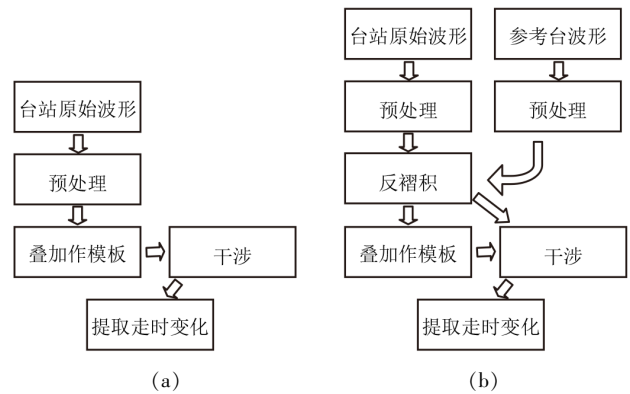 台站原始波形
预处理
叠加作模板
干涉
提取走时变化
(a)
台站原始波形
参考台波形
预处理
预处理
反褶积
叠加作模板
干涉
提取走时变化
(b)